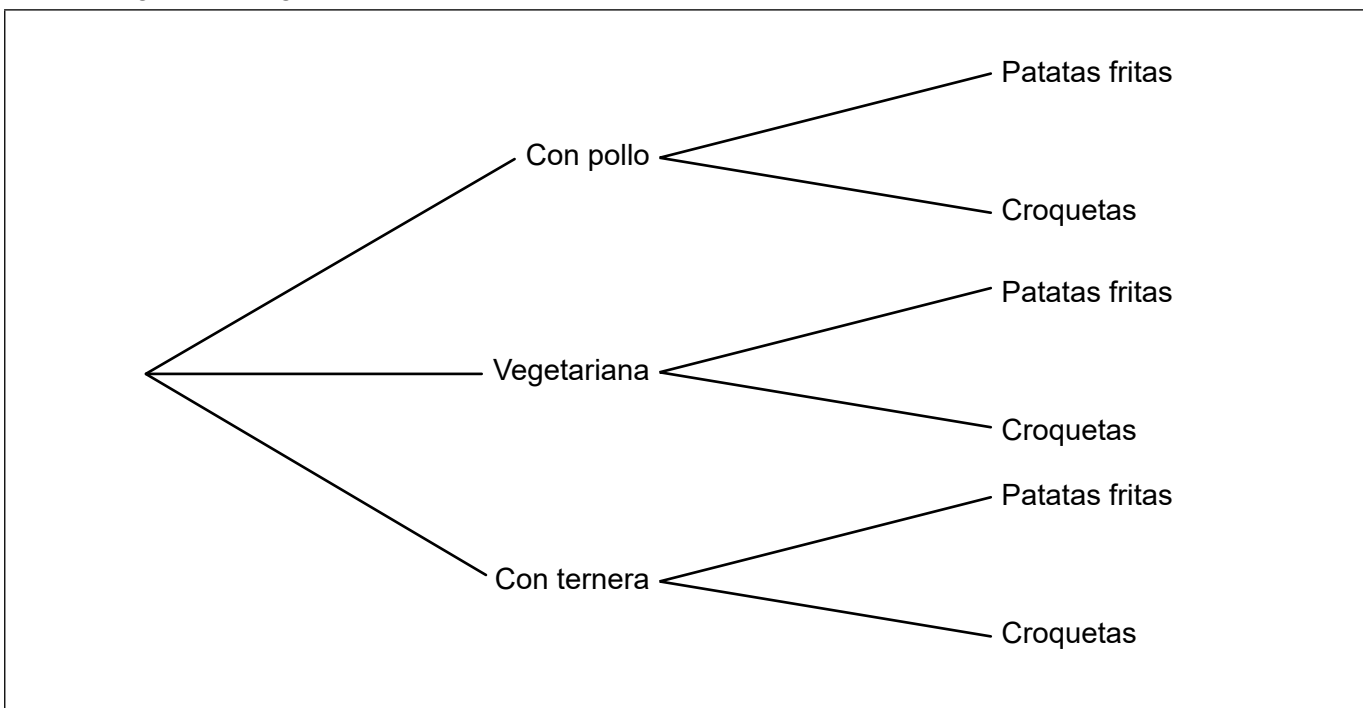 Patatas fritas
Con pollo
Croquetas
Patatas fritas
Vegetariana
Croquetas
Patatas fritas
Con ternera
Croquetas